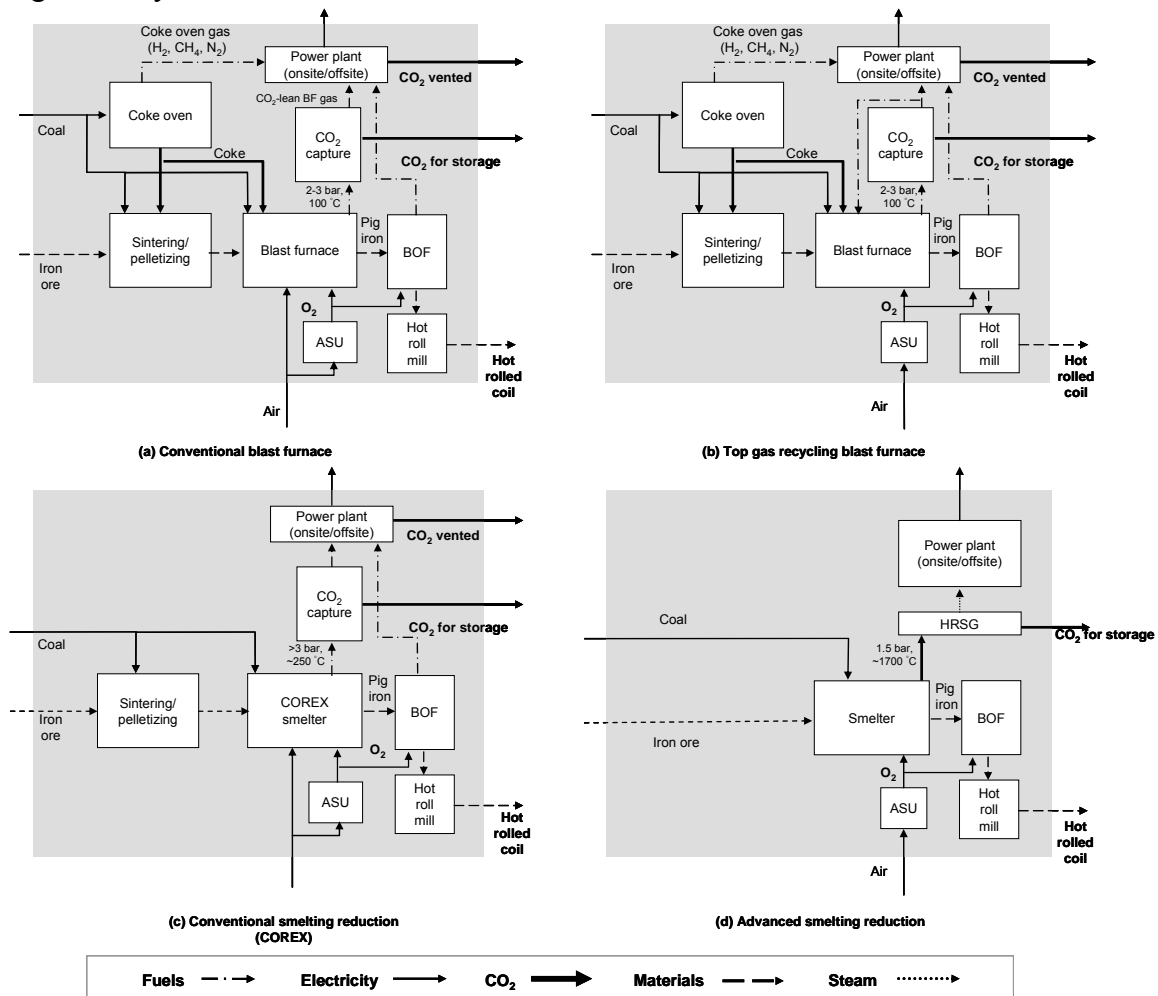 Coke oven gas
(H2, CH4, N2)
Power plant
(onsite/offsite)
CO2 vented
CO2-lean BF gas
Coke oven
Coal
CO2
capture
Coke
CO2 for storage
2-3 bar,
100 °C
Sintering/
pelletizing
Blast furnace
Pig
iron
BOF
Iron
ore
O2
ASU
Hot
roll
mill
Hot
rolled
coil
Air
(a) Conventional blast furnace
Coke oven gas
(H2, CH4, N2)
Power plant
(onsite/offsite)
CO2 vented
Coke oven
Coal
CO2
capture
Coke
CO2 for storage
2-3 bar,
100 °C
Sintering/
pelletizing
Blast furnace
Pig
iron
BOF
Iron
ore
O2
ASU
Hot
roll
mill
Hot
rolled
coil
Air
(b) Top gas recycling blast furnace
Power plant
(onsite/offsite)
CO2 vented
CO2
capture
Coal
CO2 for storage
>3 bar,
~250 °C
Sintering/
pelletizing
COREX
smelter
Pig
iron
BOF
Iron
ore
O2
ASU
Hot
roll
mill
Hot
rolled
coil
(c) Conventional smelting reduction
(COREX)
Power plant
(onsite/offsite)
Coal
HRSG
CO2 for storage
1.5 bar,
~1700 °C
Smelter
Pig
iron
BOF
Iron ore
O2
ASU
Hot
roll
mill
Hot
rolled
coil
Air
(d) Advanced smelting reduction
Fuels Electricity CO2 Materials Steam